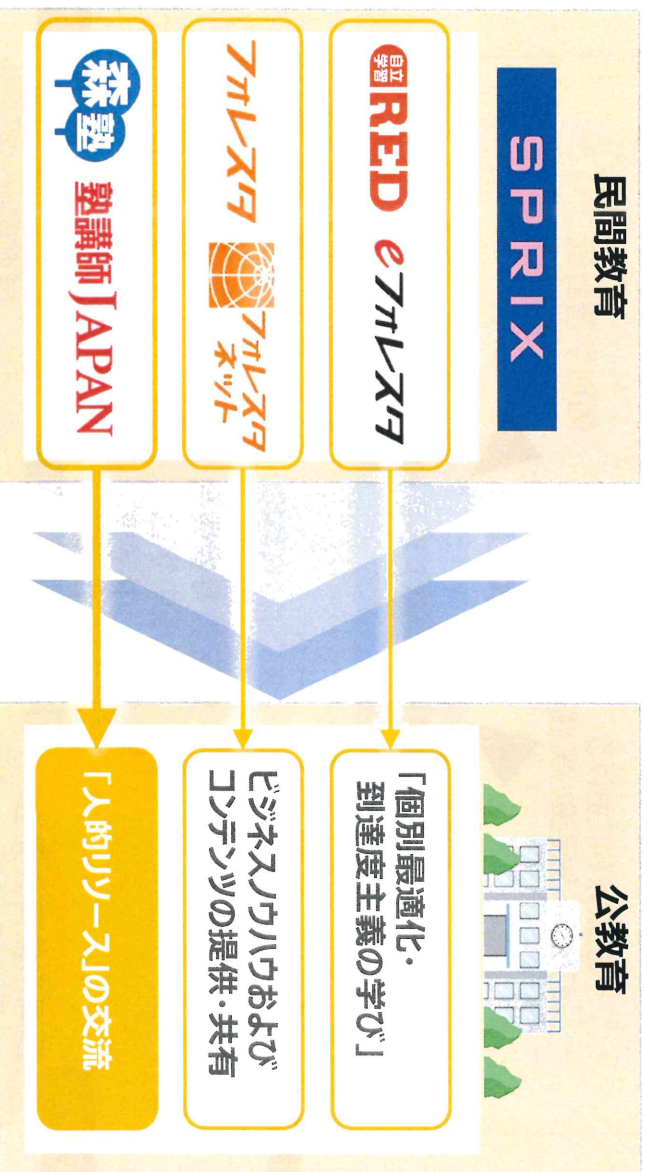 民間教育
SPRIX
自立
学習
RED
eフォレスタ
フォレスタ
フォレスタ
ネット
森塾
塾講師JAPAN
公教育
「個別最適化・
到達度主義の学び」
ビジネスノウハウおよび
コンテンツの提供・共有
「人的リソース」の交流